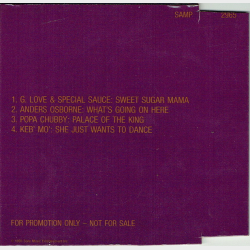 SAMP
1. G. LOVE & SPECIAL SAUCE: SWEET SUGAR MAMA
2. ANDERS OSBORNE: WHAT'S GOING ON HERE
3. POPA CHUBBY: PALACE OF THE KING
4. KEB' MO': SHE JUST WANTS TO DANCE
FOR PROMOTION ONLY – NOT FOR SALE